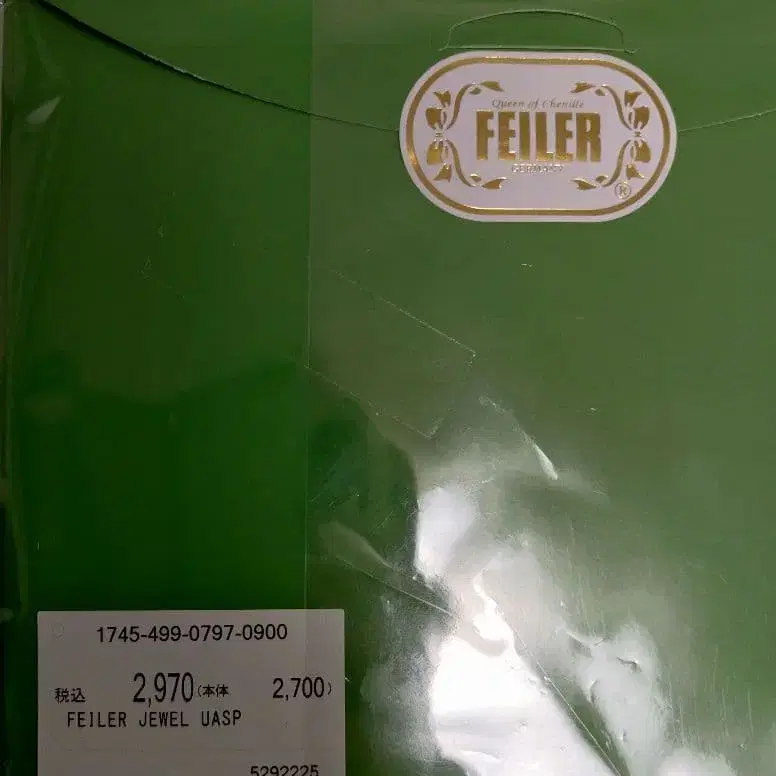 Queen of Chenille
FEILER
GERMANY
®
1745-499-0797-0900
税込 2,970(本体 2,700)
FEILER JEWEL UASP
5292225